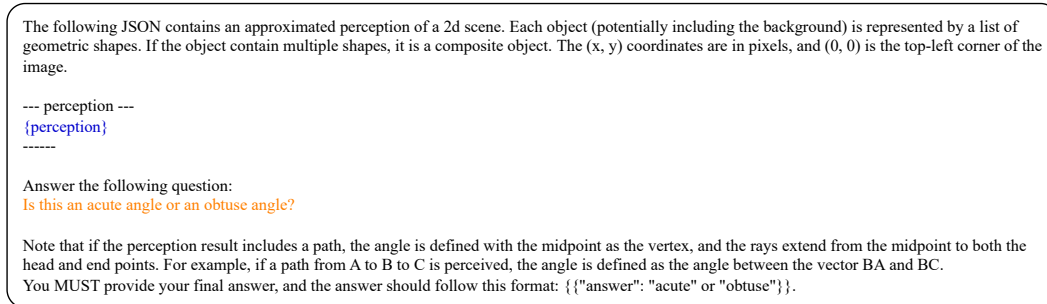 The following JSON contains an approximated perception of a 2d scene. Each object (potentially including the background) is represented by a list of
geometric shapes. If the object contain multiple shapes, it is a composite object. The (x, y) coordinates are in pixels, and (0, 0) is the top-left corner of the
image.
--- perception ---
{perception}
------
Answer the following question:
Is this an acute angle or an obtuse angle?
Note that if the perception result includes a path, the angle is defined with the midpoint as the vertex, and the rays extend from the midpoint to both the
head and end points. For example, if a path from A to B to C is perceived, the angle is defined as the angle between the vector BA and BC.
You MUST provide your final answer, and the answer should follow this format: {{"answer": "acute" or "obtuse"}}.